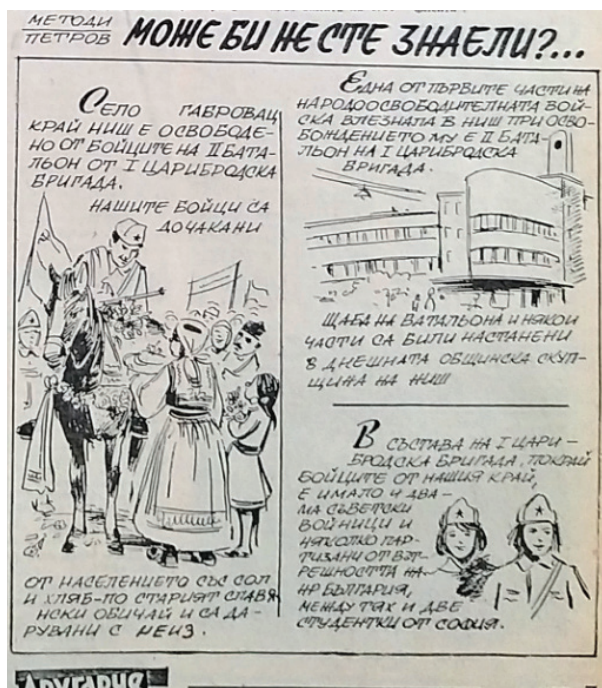 МЕТОДИ
ПЕТРОВ
МОЖЕ БИ НЕ СТЕ ЗНАЕЛИ?...
СЕЛО ГАБРОВАЦ
КРАЙ НИШ Е ОСВОБОДЕ-
НО ОТ БОЙЦИТЕ НА II БАТА-
ЛЬОН ОТ I ЦАРИБРОДСКА
БРИГАДА.
НАШИТЕ БОЙЦИ СА
ДОЧАКАНИ
ОТ НАСЕЛЕНИЕТО СЪС СОЛ
И ХЛЯБ-ПО СТАРИЯТ СЛАВЯ
НСКИ ОБИЧАЙ И СА ДА-
РУВАНИ С
ЕДНА ОТ ПЪРВИТЕ ЧАСТИ НА
НАРОДООСВОБОДИТЕЛНАТА ВОЙ-
СКА ВЛЕЗНАЛА В НИШ ПРИ ОСВО-
БОЖДЕНИЕТО МУ Е II БАТА-
ЛЬОН НА I ЦАРИБРОДСКА
БРИГАДА.
ЩАБА НА БАТАЛЬОНА И НЯКОИ
ЧАСТИ СА БИЛИ НАСТАНЕНИ
В ДНЕШНАТА ОБЩИНСКА СКУП-
ЩИНА НА НИШ
В СЪСТАВА НА I ЦАРИ-
БРОДСКА БРИГАДА, ПОКРАЙ
БОЙЦИТЕ ОТ НАШИЯ КРАЙ,
Е ИМАЛО И ДВА-
МА СЪВЕТСКИ
ВОЙНИЦИ И
НЯКОЛКО ПАР-
ТИЗАНИ ОТ ВЪТ-
РЕШНОСТТА НА
НР БЪЛГАРИЯ,
МЕЖДУ ТЯХ И ДВЕ
СТУДЕНТКИ ОТ СОФИЯ.
ДРУГАРИЯ